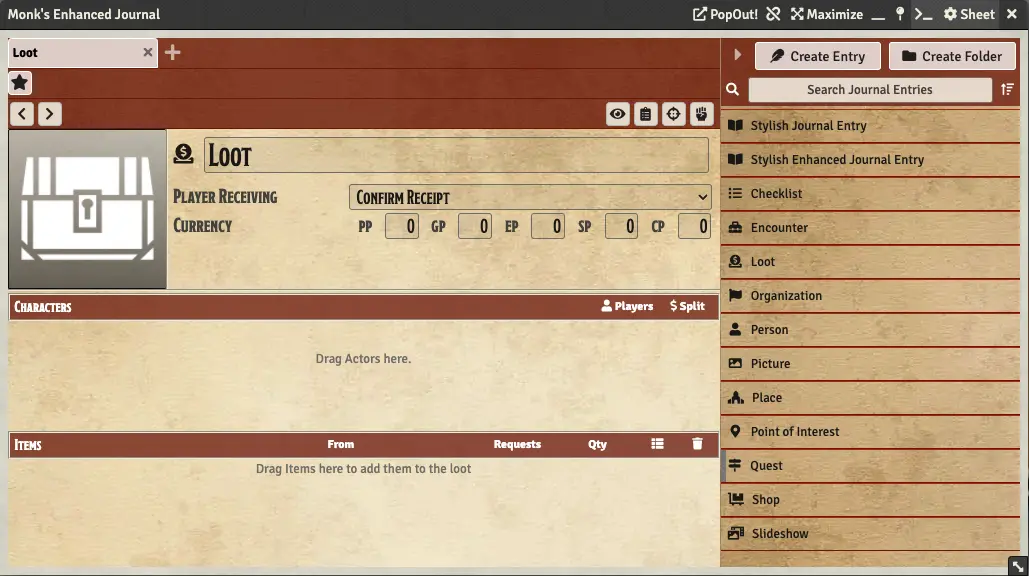 Monk's Enhanced Journal PopOut! Maximize Sheet
Loot
Create Entry Create Folder
Search Journal Entries
Loot
Player Receiving Confirm Receipt
Currency PP 0 GP 0 EP 0 SP 0 CP 0
Characters Players $ Split
Drag Actors here.
Items From Requests Qty
Drag Items here to add them to the loot
Stylish Journal Entry
Stylish Enhanced Journal Entry
Checklist
Encounter
Loot
Organization
Person
Picture
Place
Point of Interest
Quest
Shop
Slideshow